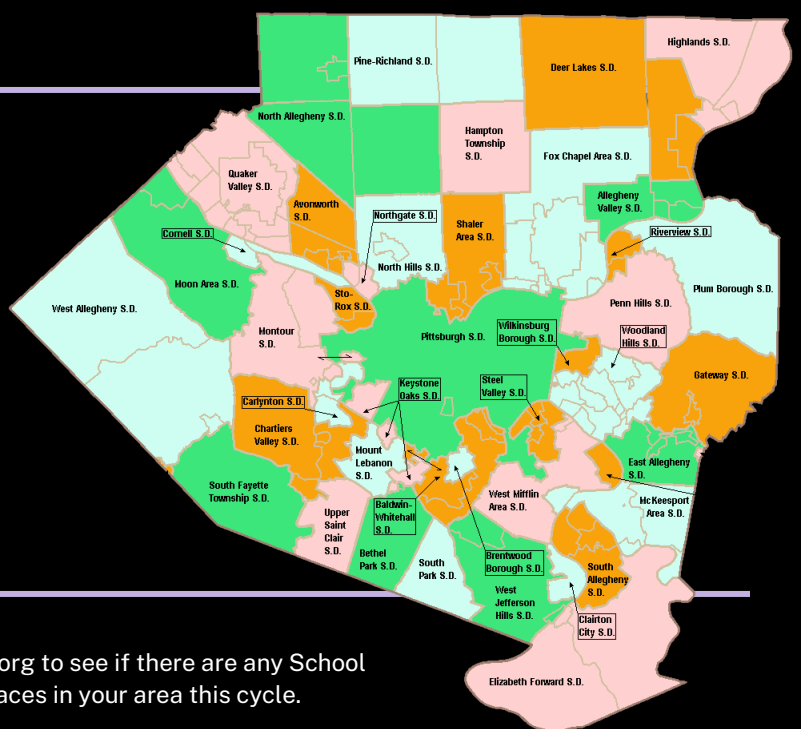 Highlands S.D.
Pine-Richland S.D.
Deer Lakes S.D.
North Allegheny S.D.
Hampton
Township
S.D.
Fox Chapel Area S.D.
Quaker
Valley S.D.
Avonworth
S.D.
Allegheny
Valley S.D.
Northgate S.D.
Shaler
Area S.D.
Cornell S.D.
Riverview S.D.
North Hills S.D.
Moon Area S.D.
Plum Borough S.D.
Sto-
Rox S.D.
Penn Hills S.D.
West Allegheny S.D.
Montour
S.D.
Pittsburgh S.D.
Wilkinsburg
Borough S.D.
Woodland
Hills S.D.
Gateway S.D.
Keystone
Oaks S.D.
Steel
Valley S.D.
Carlynton S.D.
Chartiers
Valley S.D.
Mount
Lebanon
S.D.
East Allegheny
S.D.
South Fayette
Township S.D.
West Mifflin
Area S.D.
McKeesport
Area S.D.
Upper
Saint
Clair
S.D.
Baldwin-
Whitehall
S.D.
Bethel
Park S.D.
South
Park S.D.
Brentwood
Borough S.D.
South
Allegheny
S.D.
West
Jefferson
Hills S.D.
Clairton
City S.D.
Elizabeth Forward S.D.
org to see if there are any School
aces in your area this cycle.